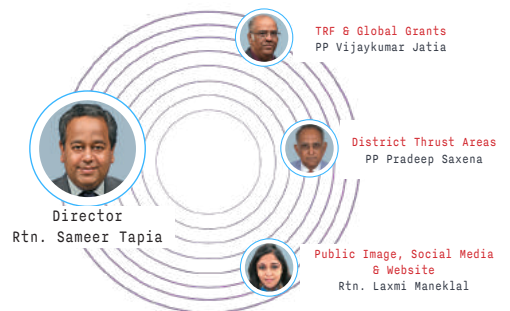 TRF & Global Grants
PP Vijaykumar Jatia
District Thrust Areas
PP Pradeep Saxena
Director
Rtn. Sameer Tapia
Public Image, Social Media
& Website
Rtn. Laxmi Maneklal